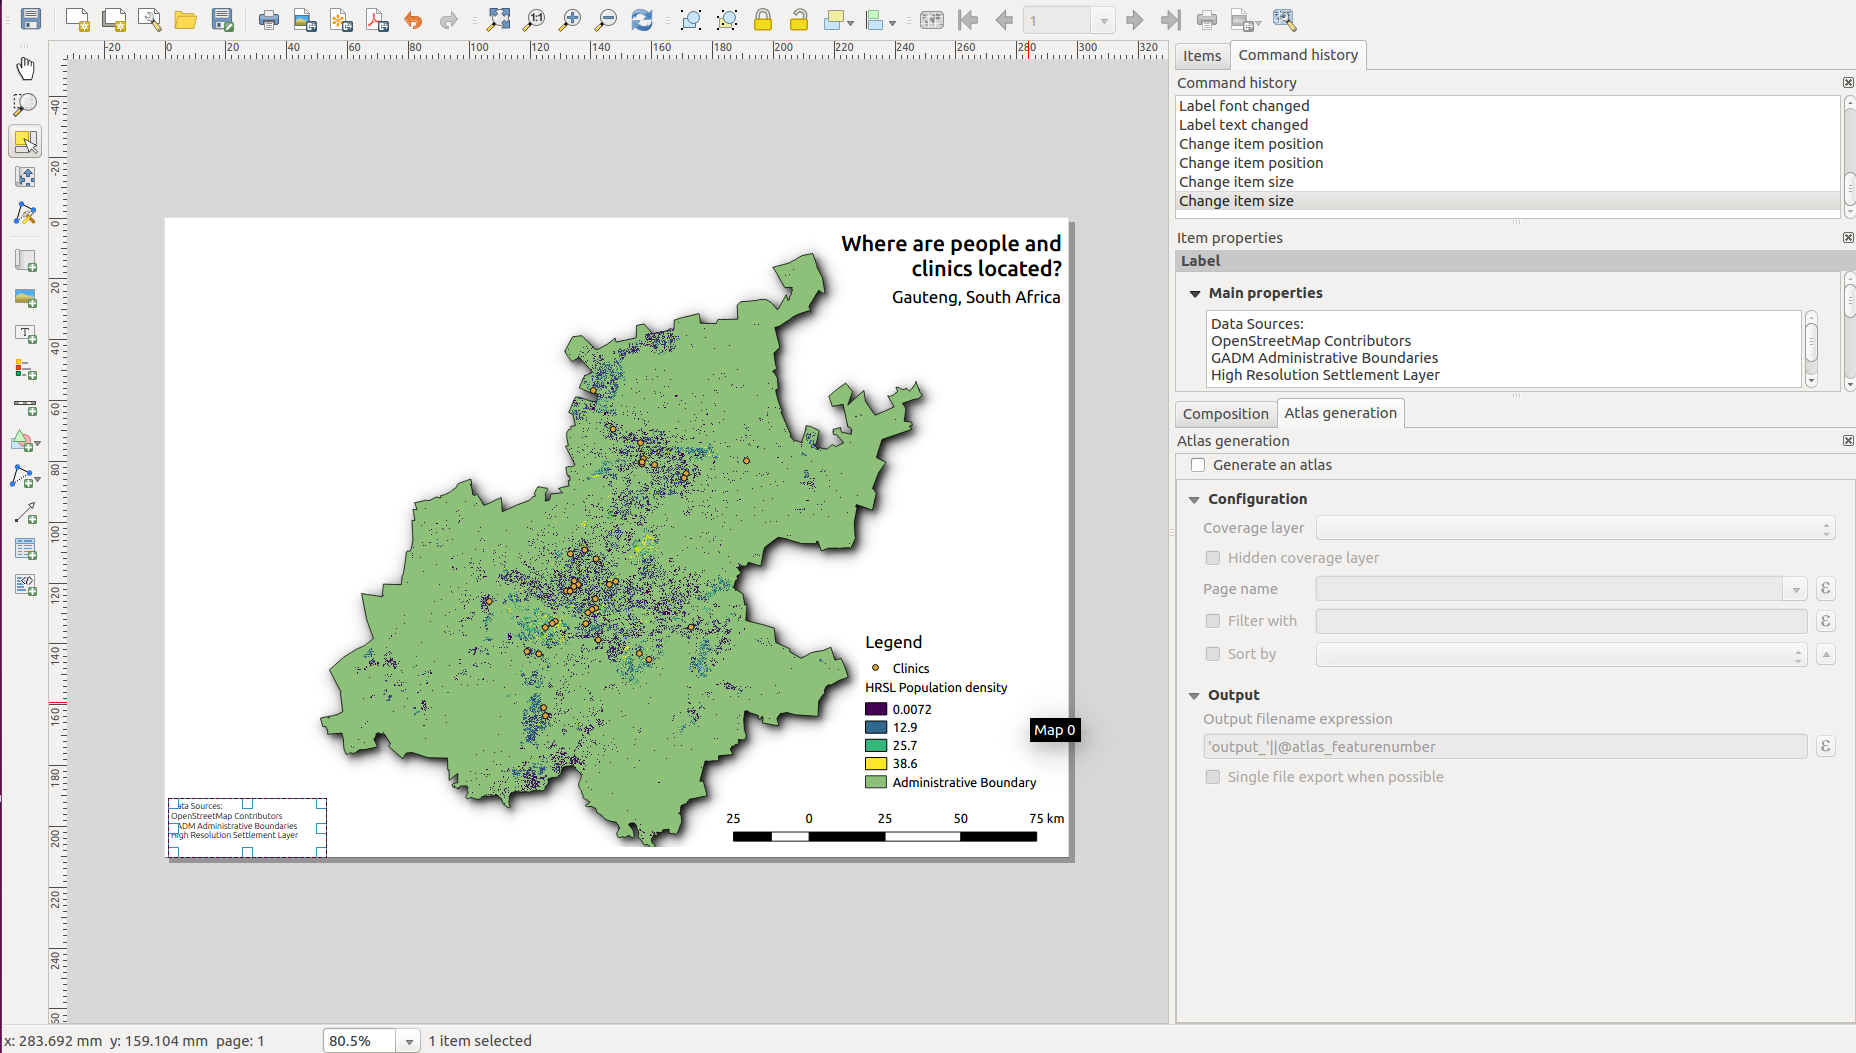 1:1
1
Items
Command history
-20
0
20
40
60
80
100
120
140
160
180
200
220
240
260
280
300
320
Command history
Label font changed
Label text changed
Change item position
Change item position
Change item size
Change item size
-40
-20
0
20
40
60
80
100
120
140
160
180
200
220
240
Where are people and
clinics located?
Gauteng, South Africa
Legend
Clinics
HRSL Population density
0.0072
12.9
25.7
38.6
Administrative Boundary
Map 0
25
0
25
50
75 km
Data Sources:
OpenStreetMap Contributors
GADM Administrative Boundaries
High Resolution Settlement Layer
Item properties
Label
Main properties
Data Sources:
OpenStreetMap Contributors
GADM Administrative Boundaries
High Resolution Settlement Layer
Composition
Atlas generation
Atlas generation
Generate an atlas
Configuration
Coverage layer
Hidden coverage layer
Page name
ε
Filter with
ε
Sort by
Output
Output filename expression
'output_'||@atlas_featurenumber
ε
Single file export when possible
x: 283.692 mm y: 159.104 mm page: 1
80.5%
1 item selected